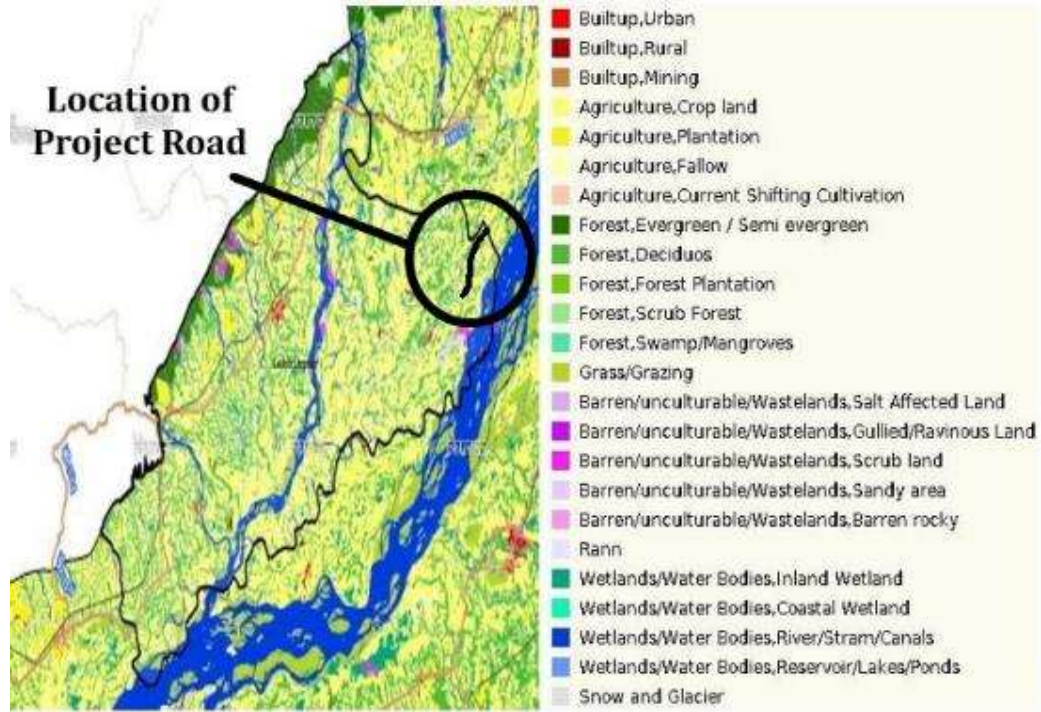 Location of
Project Road
Builtup,Urban
Builtup,Rural
Builtup,Mining
Agriculture,Crop land
Agriculture,Plantation
Agriculture,Fallow
Agriculture,Current Shifting Cultivation
Forest,Evergreen / Semi evergreen
Forest,Deciduos
Forest,Forest Plantation
Forest,Scrub Forest
Forest,Swamp/Mangroves
Grass/Grazing
Barren/unculturable/Wastelands,Salt Affected Land
Barren/unculturable/Wastelands,Gullied/Ravinous Land
Barren/unculturable/Wastelands,Scrub land
Barren/unculturable/Wastelands,Sandy area
Barren/unculturable/Wastelands,Barren rocky
Rann
Wetlands/Water Bodies,Inland Wetland
Wetlands/Water Bodies,Coastal Wetland
Wetlands/Water Bodies,River/Stram/Canals
Wetlands/Water Bodies,Reservoir/Lakes/Ponds
Snow and Glacier